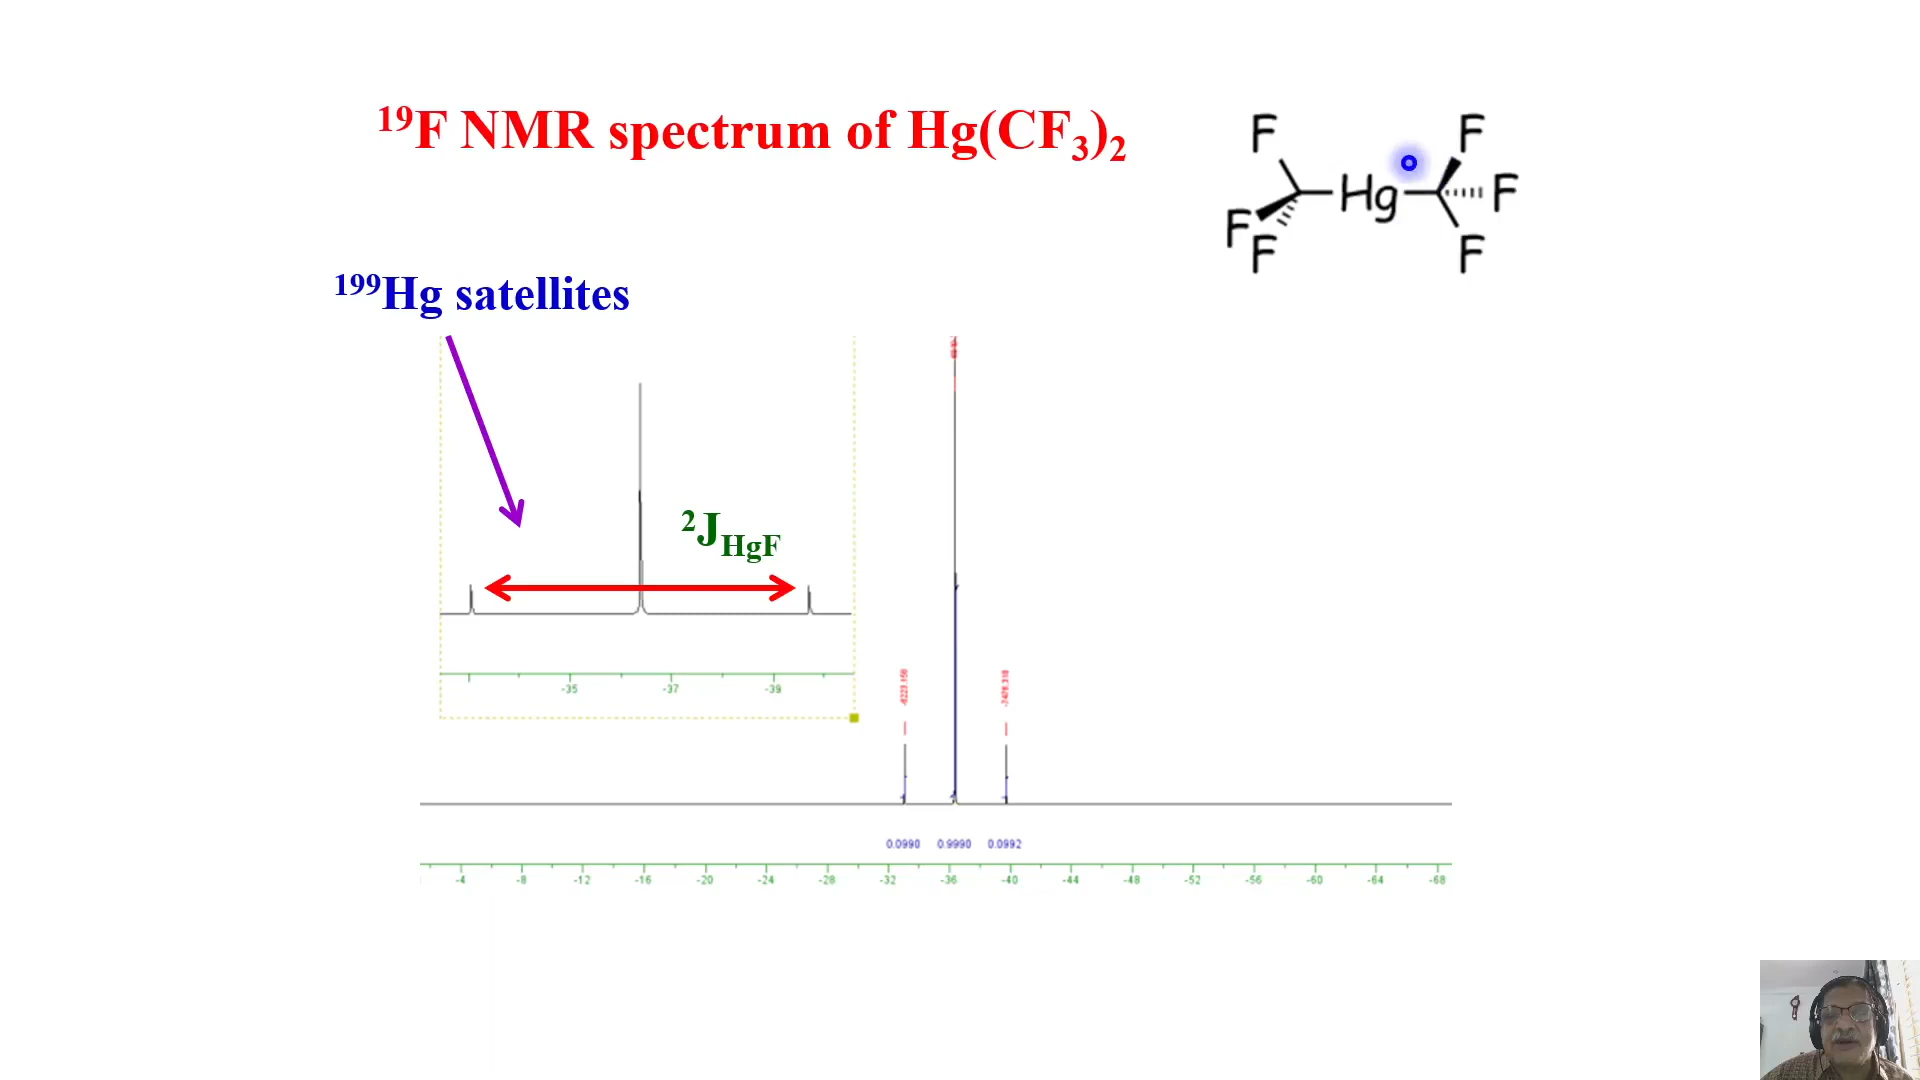 ¹⁹F NMR spectrum of Hg(CF₃)₂
F F
Hg F
F
F F
¹⁹⁹Hg satellites
²J_HgF
-35 -37 -39
0.0990 0.9990 0.0992
-4 -8 -12 -16 -20 -24 -28 -32 -36 -40 -44 -48 -52 -56 -60 -64 -68